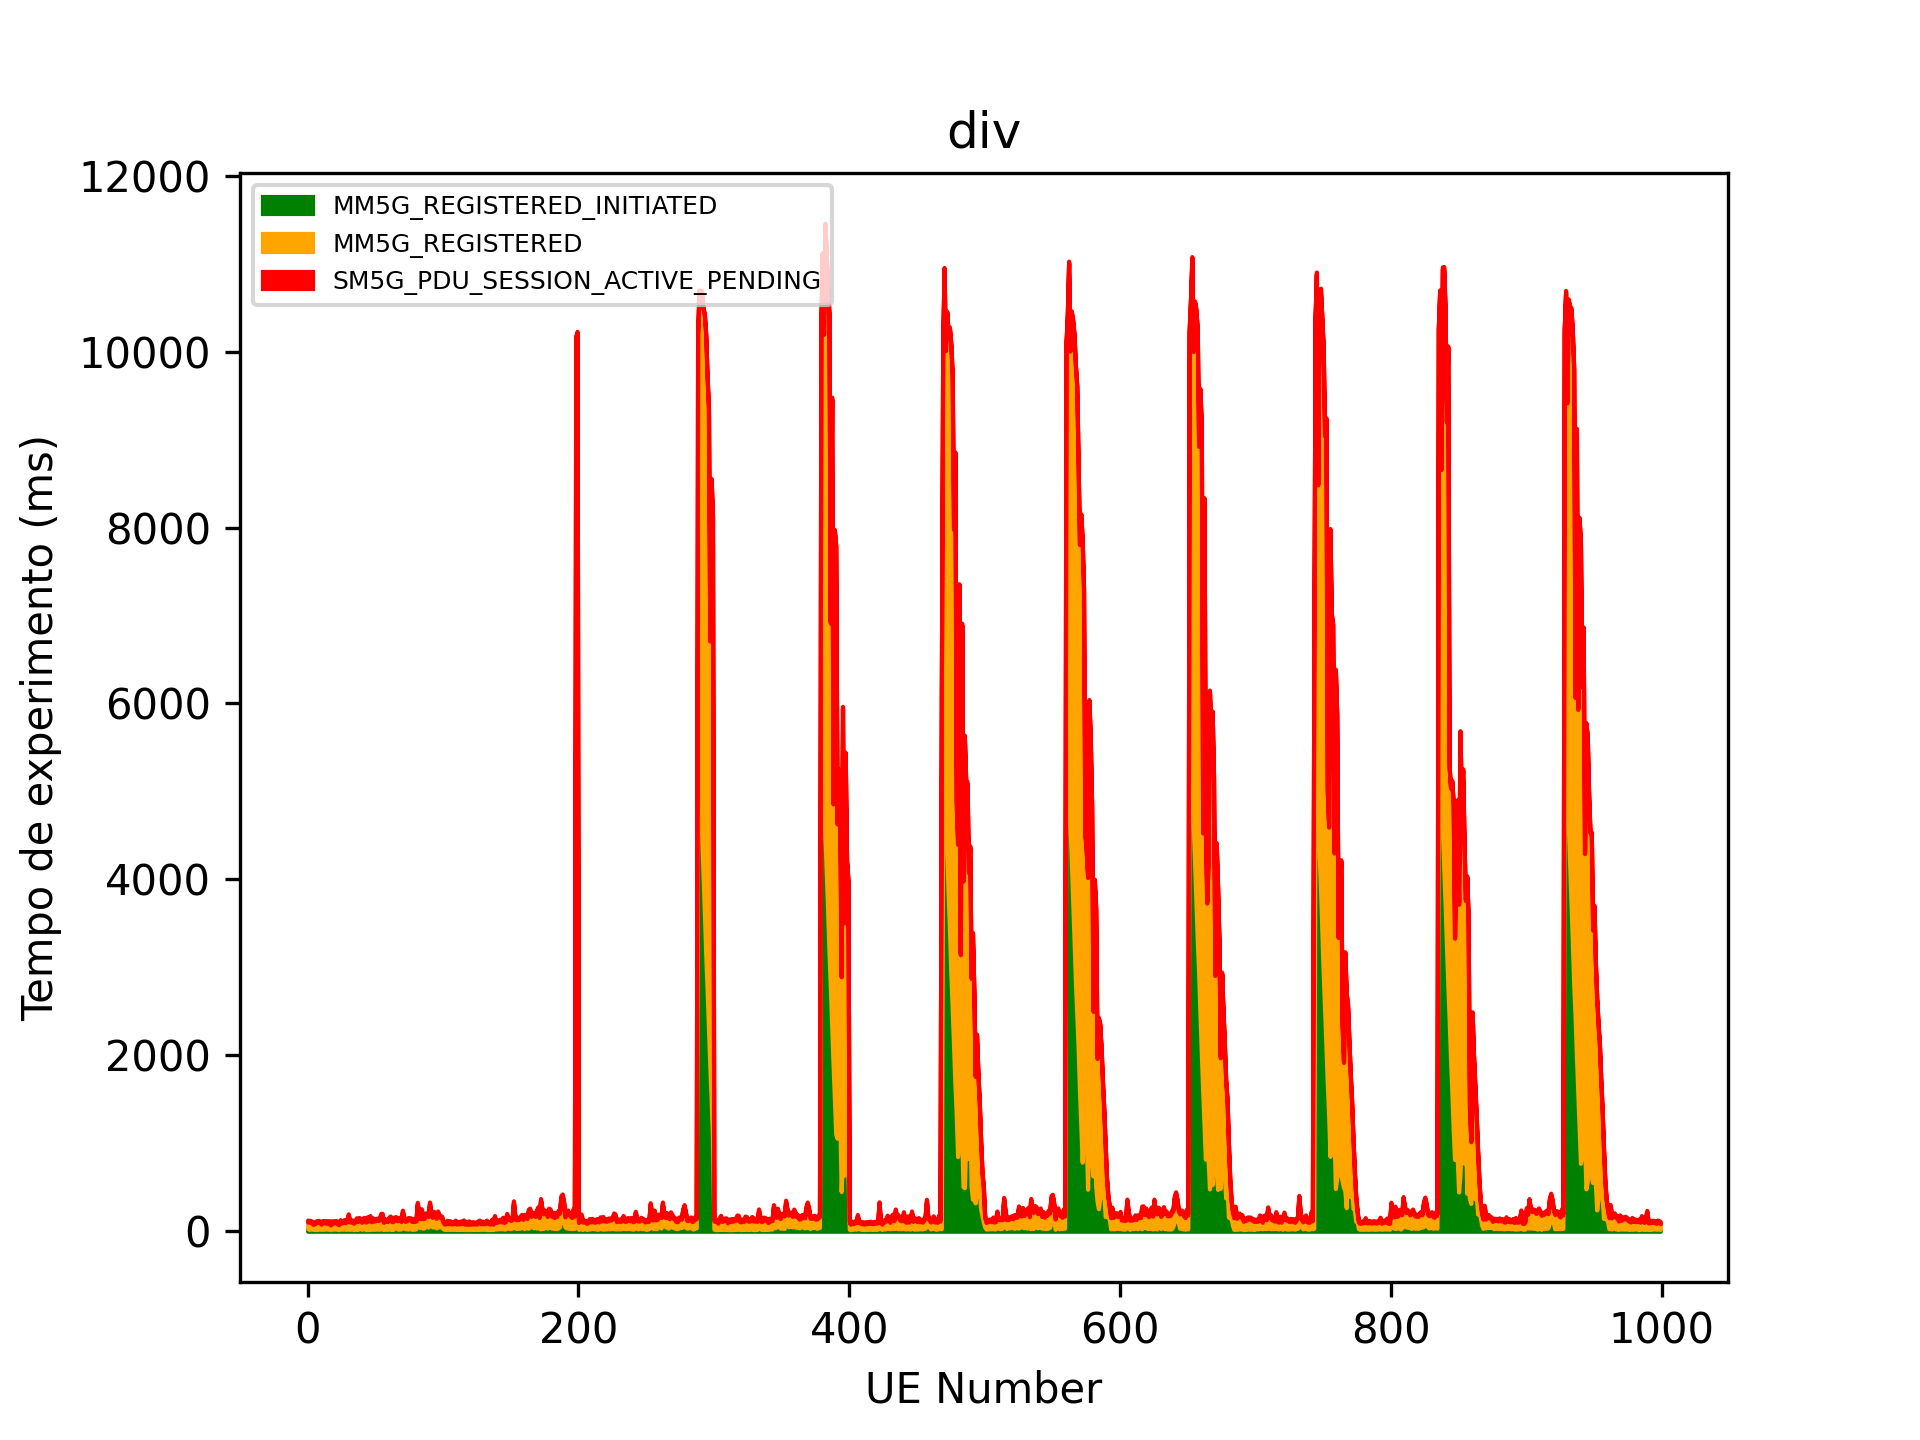 div
12000
10000
8000
6000
4000
2000
0
Tempo de experimento (ms)
MM5G_REGISTERED_INITIATED
MM5G_REGISTERED
SM5G_PDU_SESSION_ACTIVE_PENDING
0 200 400 600 800 1000
UE Number